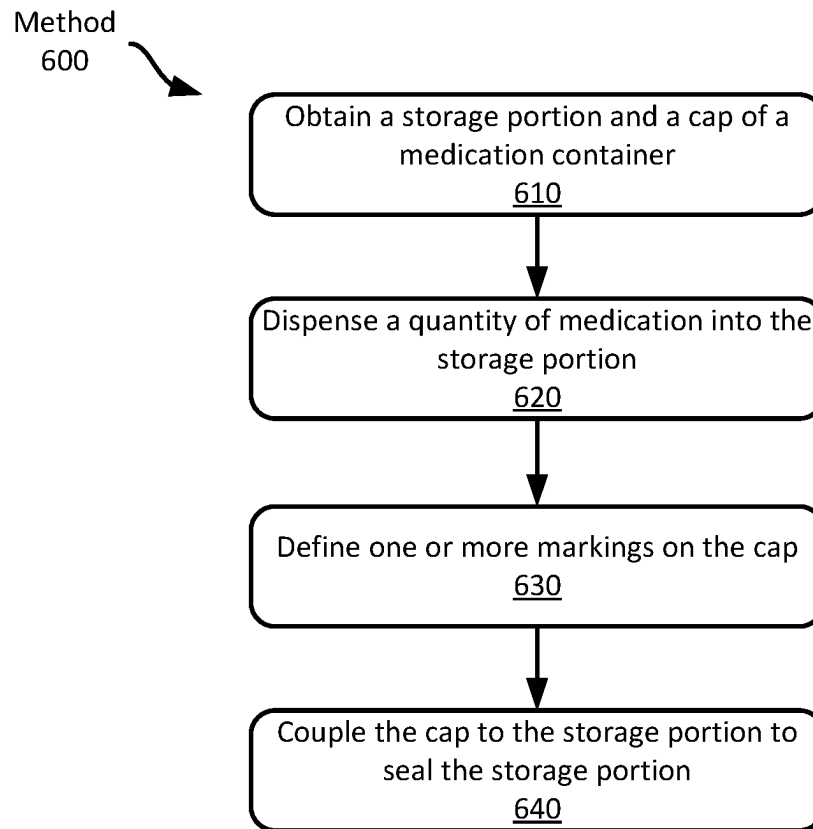 Method
600
Obtain a storage portion and a cap of a
medication container
610
Dispense a quantity of medication into the
storage portion
620
Define one or more markings on the cap
630
Couple the cap to the storage portion to
seal the storage portion
640